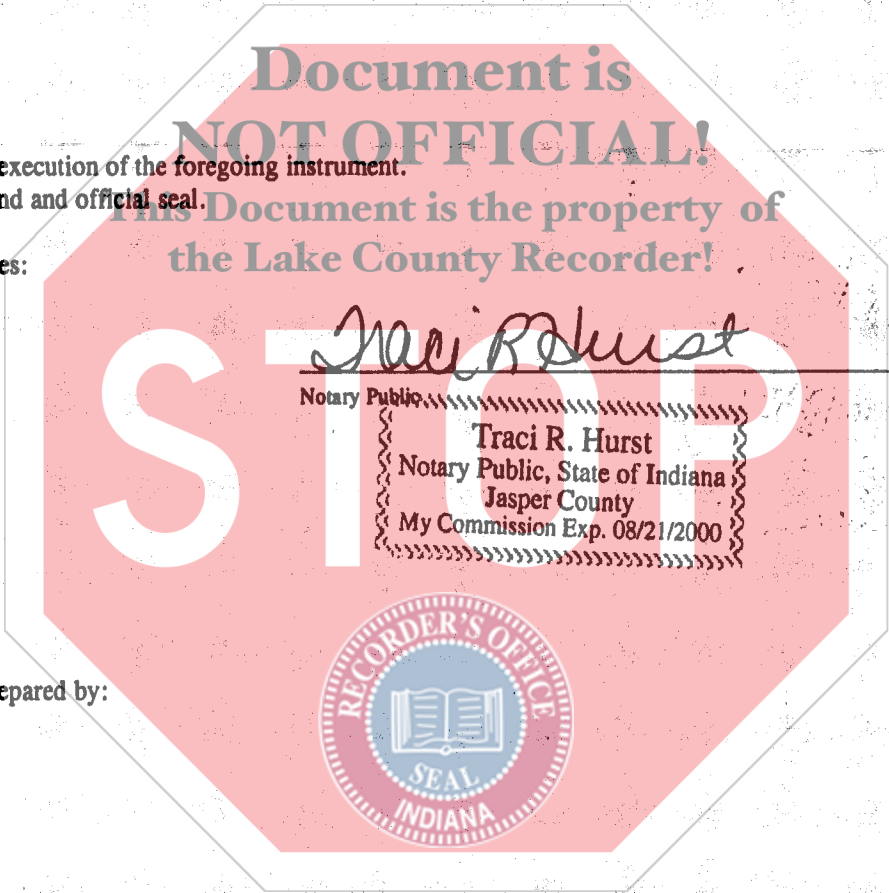 Document is
NOT OFFICIAL!
execution of the foregoing instrument.
nd and official seal.
This Document is the property of
the Lake County Recorder!
es:
Traci R Hurst
STOP
Notary Public
Traci R. Hurst
Notary Public, State of Indiana
Jasper County
My Commission Exp. 08/21/2000
RECORDER'S OFFICE
SEAL
INDIANA
epared by: